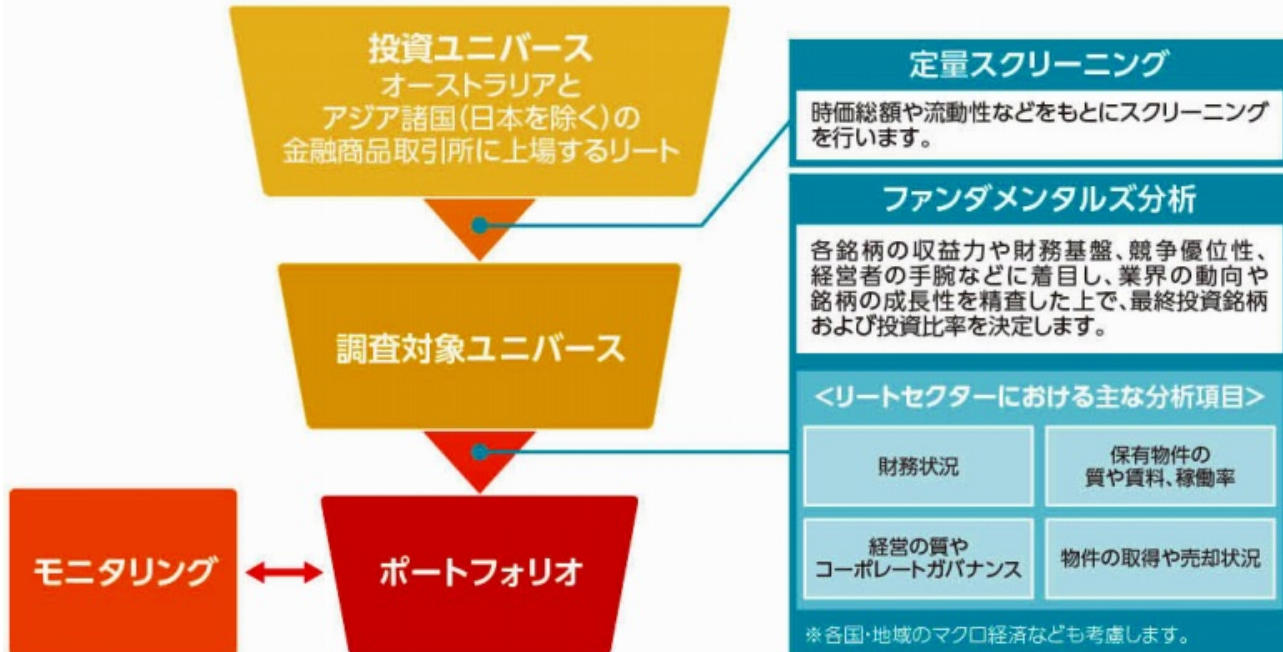 投資ユニバース
オーストラリアと
アジア諸国(日本を除く)の
金融商品取引所に上場するリート
調査対象ユニバース
モニタリング
ポートフォリオ
定量スクリーニング
時価総額や流動性などをもとにスクリーニング
を行います。
ファンダメンタルズ分析
各銘柄の収益力や財務基盤、競争優位性、
経営者の手腕などに着目し、業界の動向や
銘柄の成長性を精査した上で、最終投資銘柄
および投資比率を決定します。
<リートセクターにおける主な分析項目>
財務状況
保有物件の
質や賃料、稼働率
経営の質や
コーポレートガバナンス
物件の取得や売却状況
※各国・地域のマクロ経済なども考慮します。